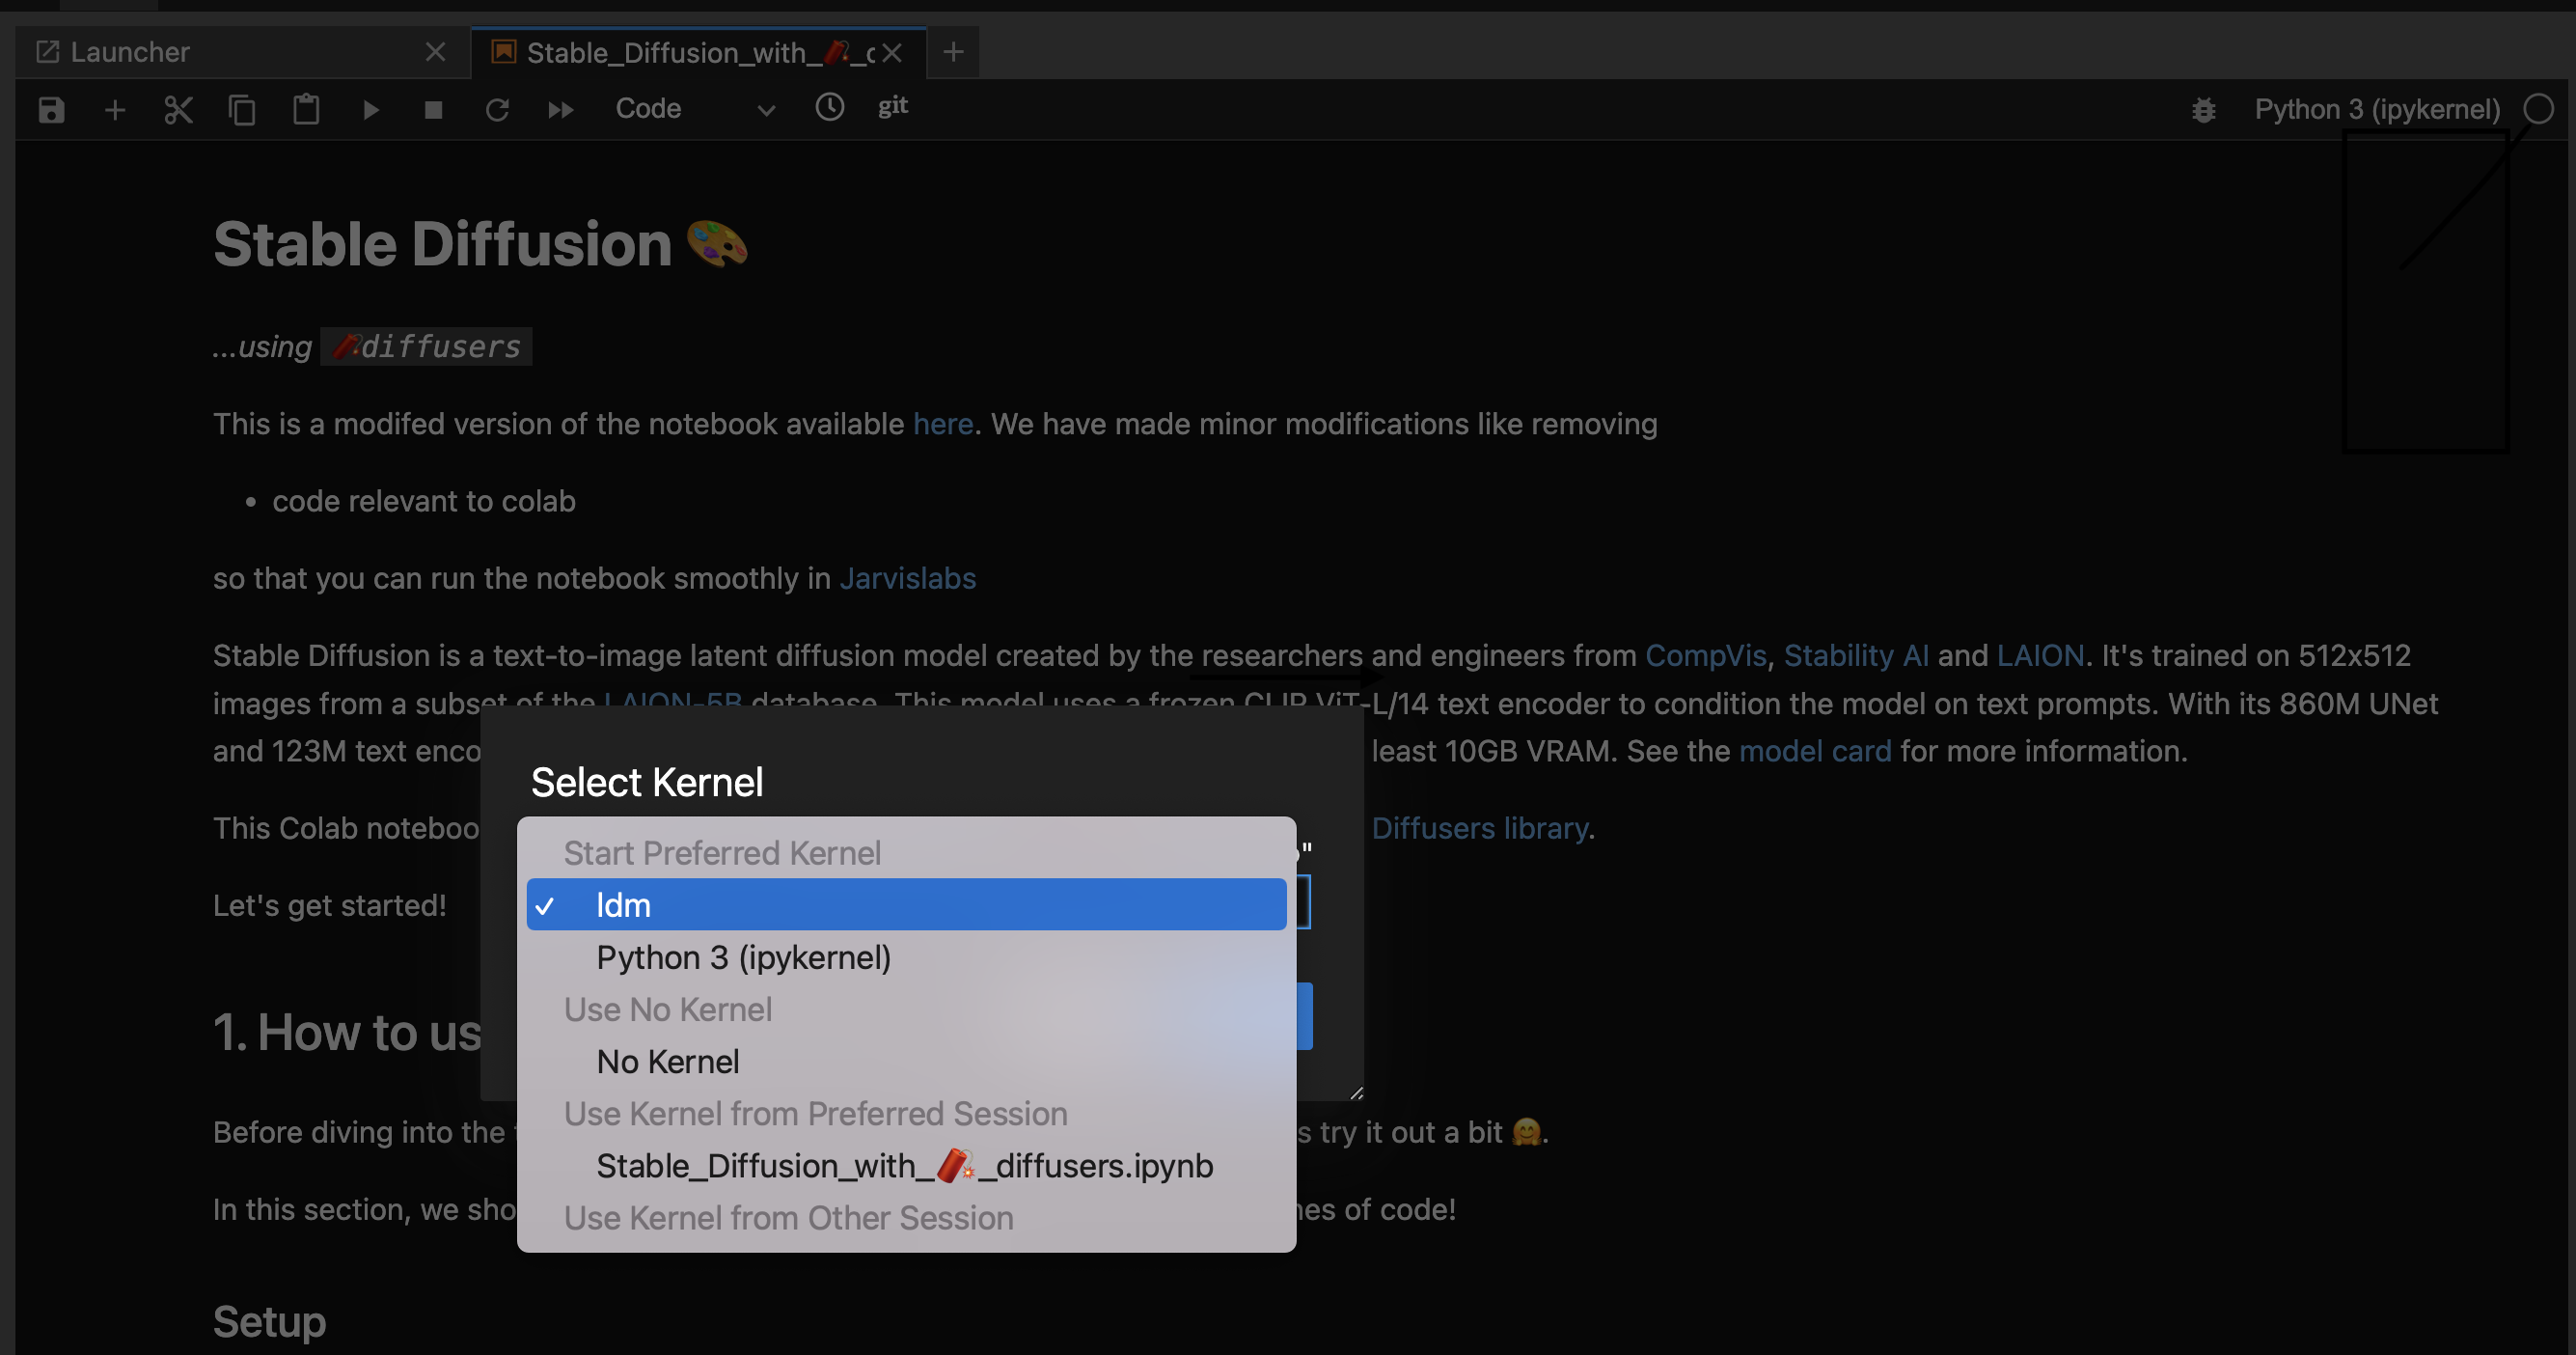 Launcher
Stable_Diffusion_with_🧨_c
Code
git
Python 3 (ipykernel)
Stable Diffusion 🎨
...using 🧨diffusers
This is a modifed version of the notebook available here. We have made minor modifications like removing
• code relevant to colab
so that you can run the notebook smoothly in Jarvislabs
Stable Diffusion is a text-to-image latent diffusion model created by the researchers and engineers from CompVis, Stability AI and LAION. It's trained on 512x512
images from a subset of the LAION-5B database. This model uses a frozen CLIP ViT-L/14 text encoder to condition the model on text prompts. With its 860M UNet
and 123M text enco least 10GB VRAM. See the model card for more information.
Select Kernel
This Colab noteboo Diffusers library.
Start Preferred Kernel
"
✓ ldm
Let's get started!
Python 3 (ipykernel)
Use No Kernel
1. How to us
No Kernel
Use Kernel from Preferred Session
Before diving into the s try it out a bit 🤗.
Stable_Diffusion_with_🧨_diffusers.ipynb
In this section, we sho nes of code!
Use Kernel from Other Session
Setup